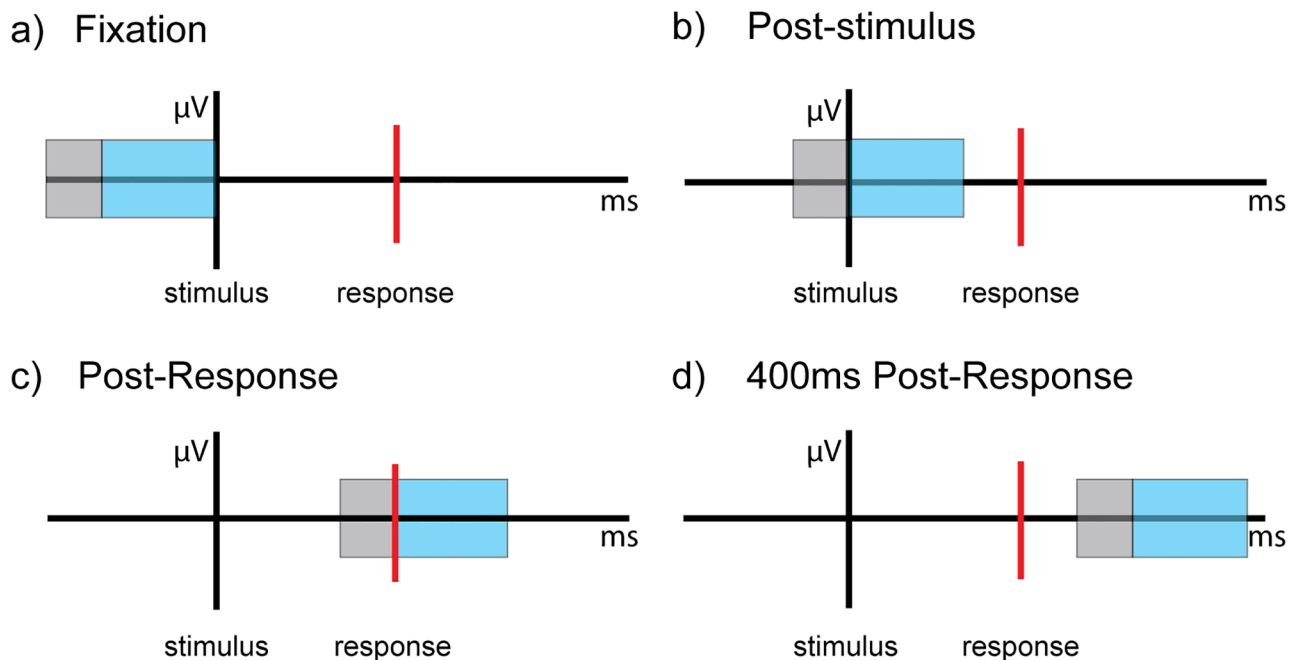 a) Fixation
b) Post-stimulus
µV
µV
ms
ms
stimulus response
stimulus response
c) Post-Response
d) 400ms Post-Response
µV
µV
ms
ms
stimulus response
stimulus response